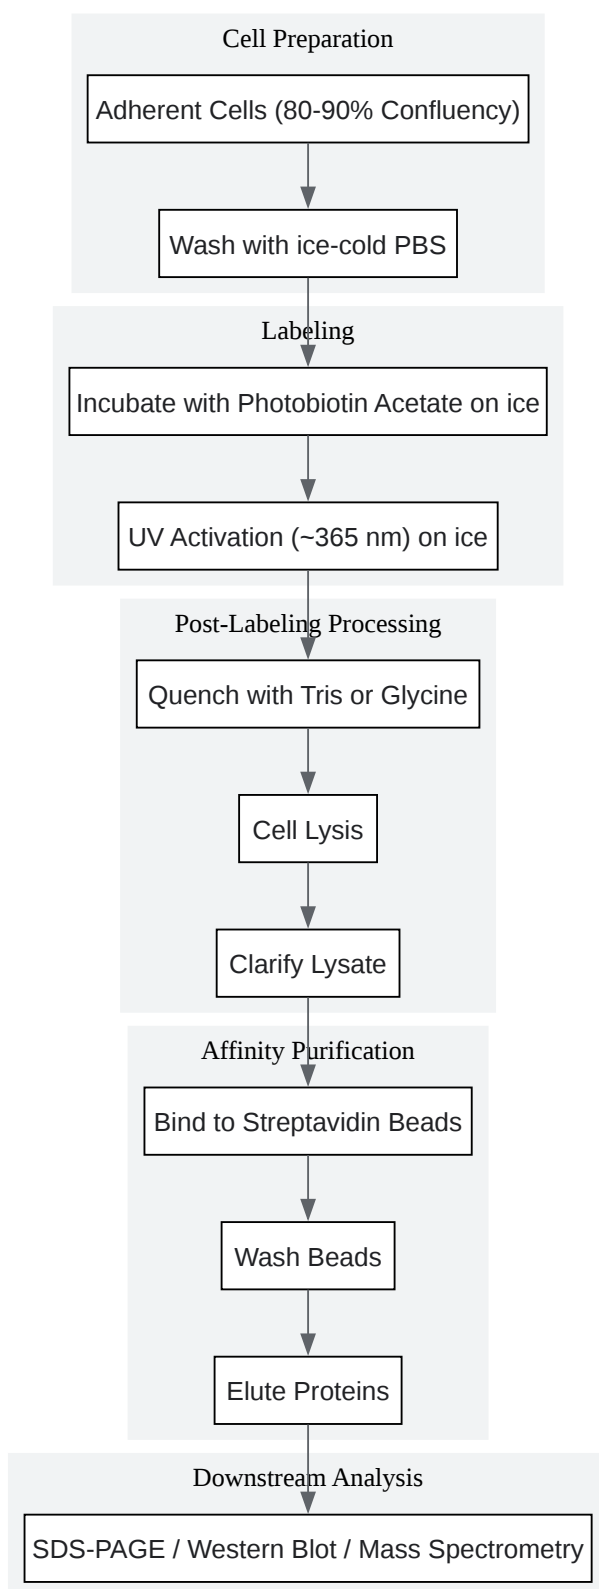 Cell Preparation
Adherent Cells (80-90% Confluency)
Wash with ice-cold PBS
Labeling
Incubate with Photobiotin Acetate on ice
UV Activation (~365 nm) on ice
Post-Labeling Processing
Quench with Tris or Glycine
Cell Lysis
Clarify Lysate
Affinity Purification
Bind to Streptavidin Beads
Wash Beads
Elute Proteins
Downstream Analysis
SDS-PAGE / Western Blot / Mass Spectrometry